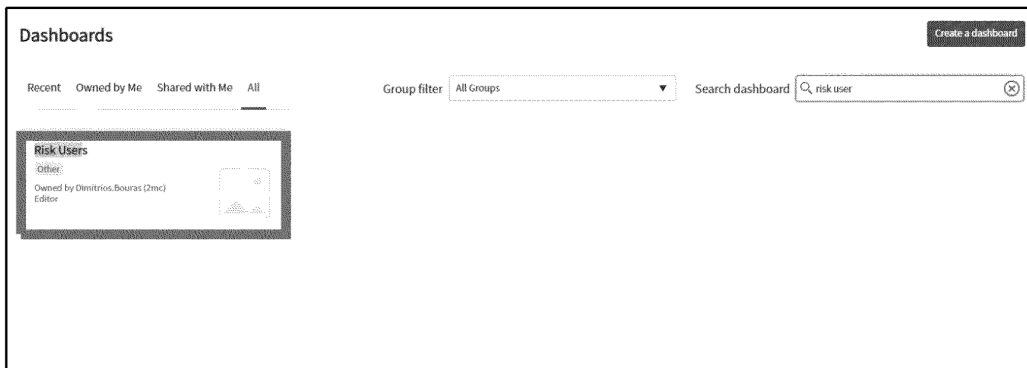 Dashboards
Create a dashboard
Recent Owned by Me Shared with Me All
Group filter All Groups
Search dashboard risk user
Risk Users
Other
Owned by Dimitrios.Bouras (2mc)
Editor